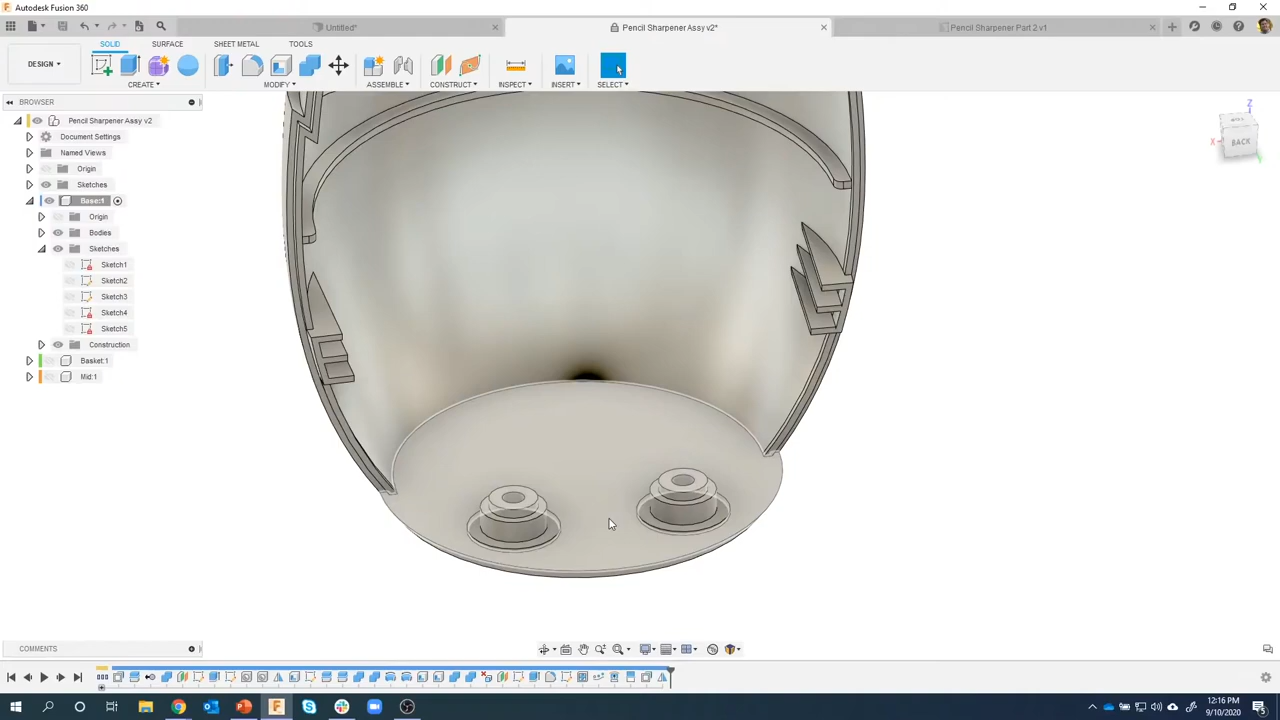 Autodesk Fusion 360
Untitled*
Pencil Sharpener Assy v2*
Pencil Sharpener Part 2 v1
SOLID
SURFACE
SHEET METAL
TOOLS
DESIGN
CREATE
MODIFY
ASSEMBLE
CONSTRUCT
INSPECT
INSERT
SELECT
BROWSER
Pencil Sharpener Assy v2
Document Settings
Named Views
Origin
Sketches
Base:1
Origin
Bodies
Sketches
Sketch1
Sketch2
Sketch3
Sketch4
Sketch5
Construction
Basket:1
Mid:1
Z
X
BACK
COMMENTS
12:16 PM
9/10/2020
5